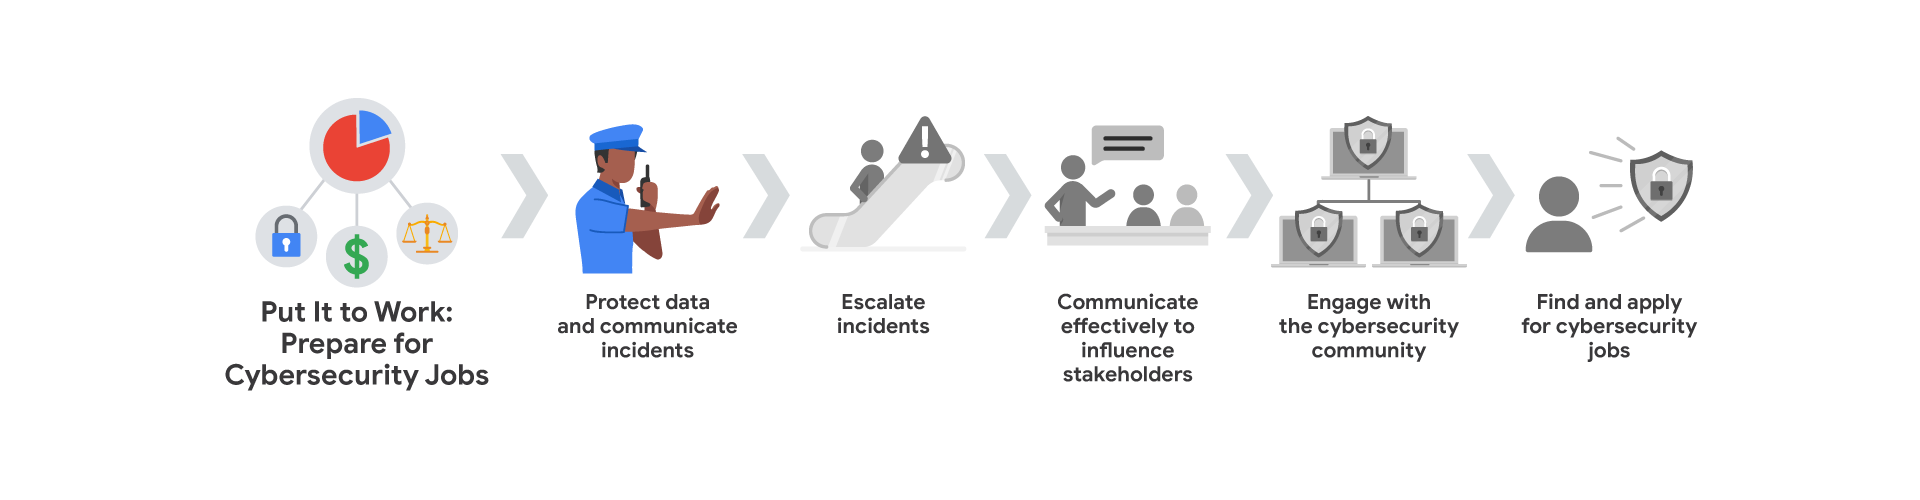 Put It to Work:
Prepare for
Cybersecurity Jobs
Protect data
and communicate
incidents
Escalate
incidents
Communicate
effectively to
influence
stakeholders
Engage with
the cybersecurity
community
Find and apply
for cybersecurity
jobs